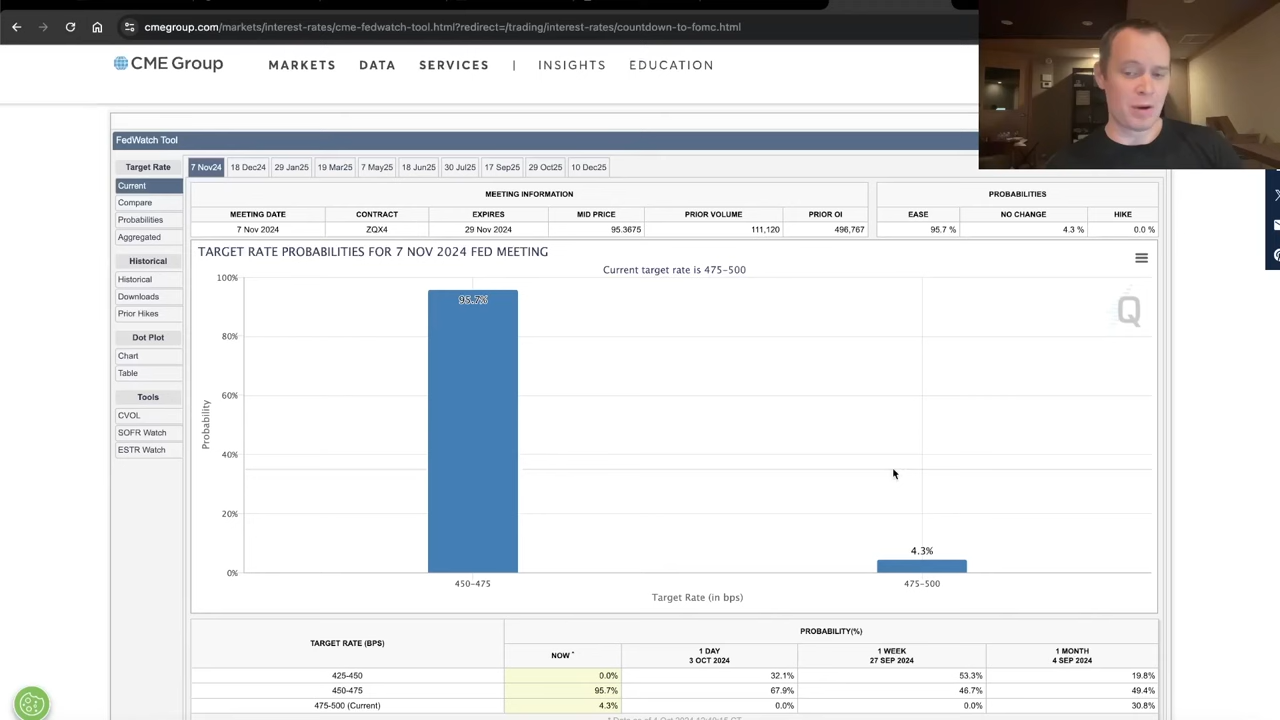 cmegroup.com/markets/interest-rates/cme-fedwatch-tool.html?redirect=/trading/interest-rates/countdown-to-fomc.html
CME Group MARKETS DATA SERVICES | INSIGHTS EDUCATION
FedWatch Tool
Target Rate
Current
Compare
Probabilities
Aggregated
Historical
Historical
Downloads
Prior Hikes
Dot Plot
Chart
Table
Tools
CVOL
SOFR Watch
ESTR Watch
7 Nov24 18 Dec24 29 Jan25 19 Mar25 7 May25 18 Jun25 30 Jul25 17 Sep25 29 Oct25 10 Dec25
MEETING INFORMATION
MEETING DATE CONTRACT EXPIRES MID PRICE PRIOR VOLUME PRIOR OI
7 Nov 2024 ZQX4 29 Nov 2024 95.3675 111,120 496,767
PROBABILITIES
EASE NO CHANGE HIKE
95.7 % 4.3 % 0.0 %
TARGET RATE PROBABILITIES FOR 7 NOV 2024 FED MEETING
Current target rate is 475-500
Q
Probability
100%
80%
60%
40%
20%
0%
95.7%
4.3%
450-475 475-500
Target Rate (in bps)
TARGET RATE (BPS) PROBABILITY(%)
NOW * 1 DAY 3 OCT 2024 1 WEEK 27 SEP 2024 1 MONTH 4 SEP 2024
425-450 0.0% 32.1% 53.3% 19.8%
450-475 95.7% 67.9% 46.7% 49.4%
475-500 (Current) 4.3% 0.0% 0.0% 30.8%